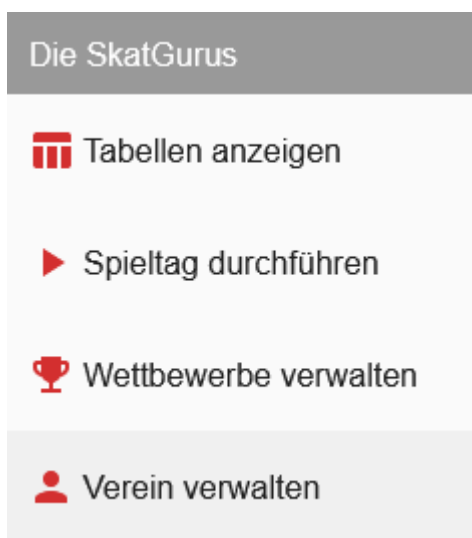 Die SkatGurus
Tabellen anzeigen
Spieltag durchführen
Wettbewerbe verwalten
Verein verwalten